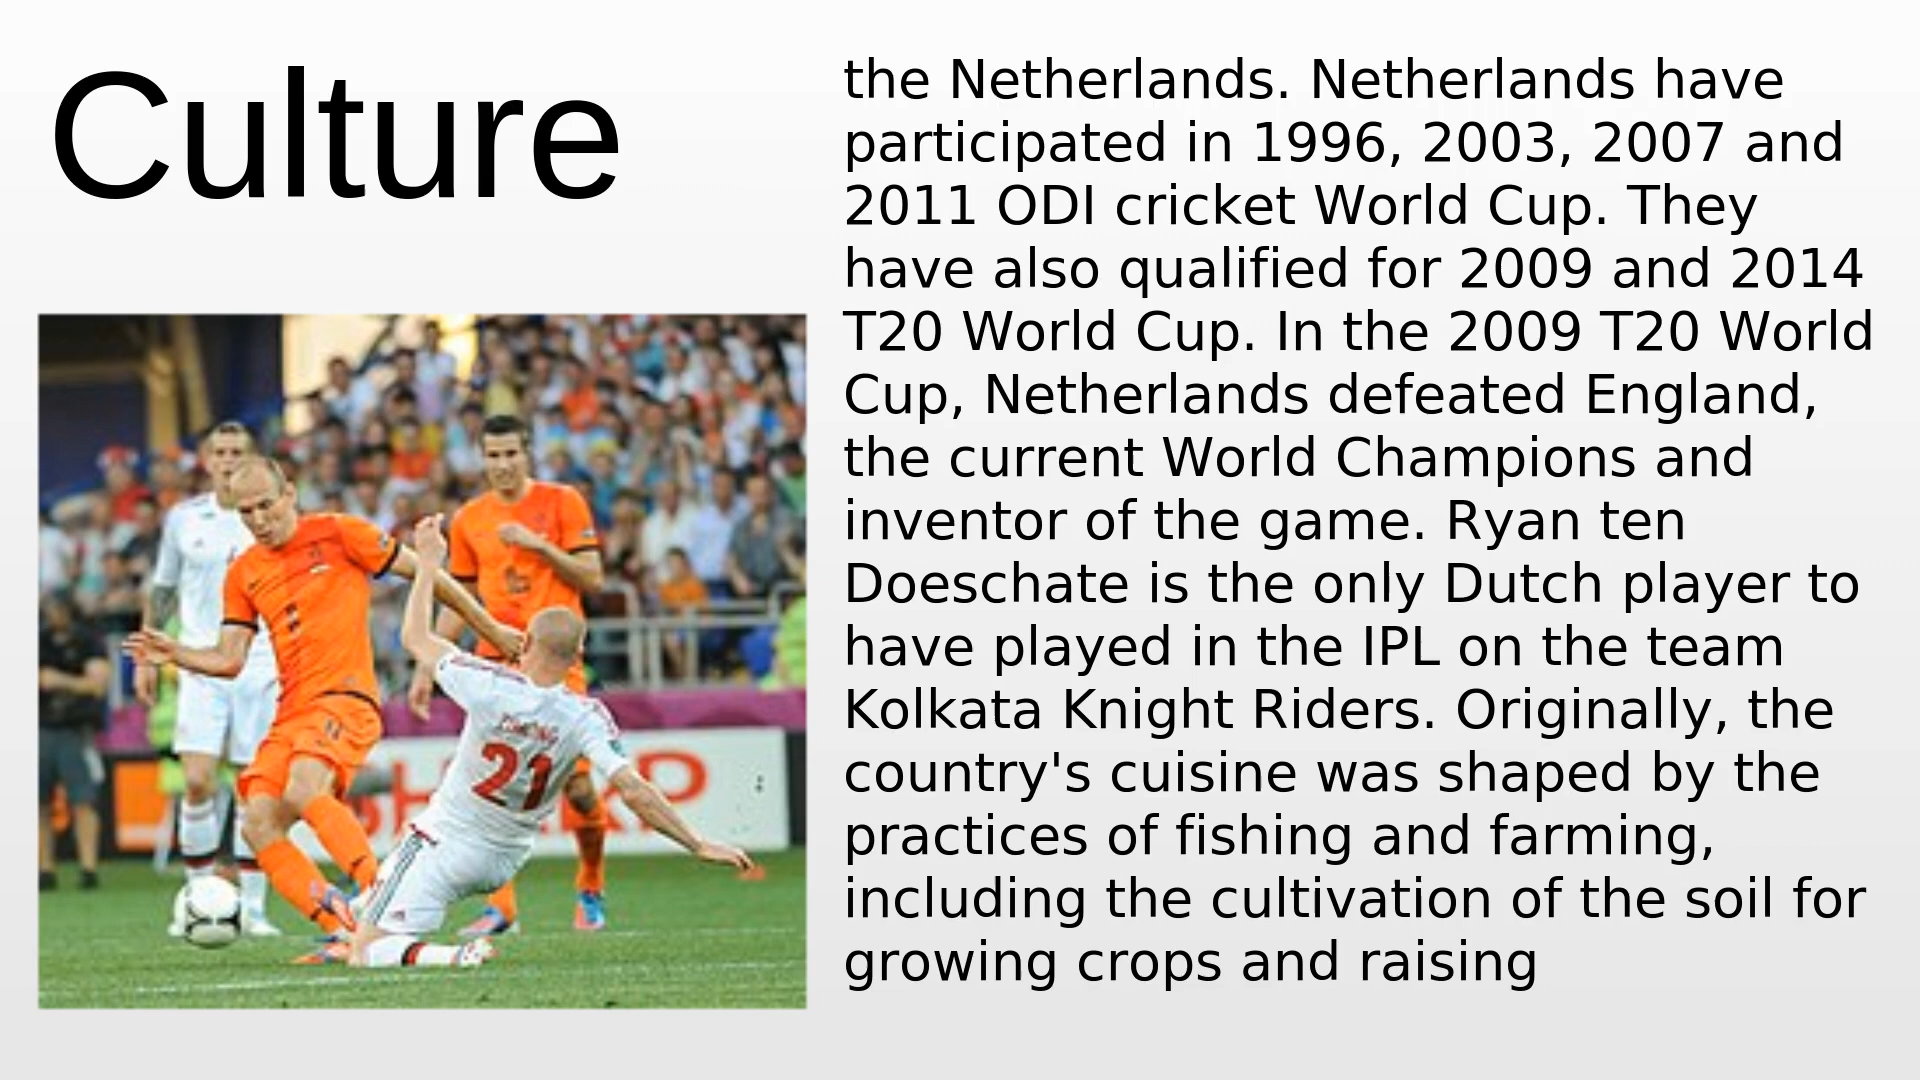 Culture
the Netherlands. Netherlands have
participated in 1996, 2003, 2007 and
2011 ODI cricket World Cup. They
have also qualified for 2009 and 2014
T20 World Cup. In the 2009 T20 World
Cup, Netherlands defeated England,
the current World Champions and
inventor of the game. Ryan ten
Doeschate is the only Dutch player to
have played in the IPL on the team
Kolkata Knight Riders. Originally, the
country's cuisine was shaped by the
practices of fishing and farming,
including the cultivation of the soil for
growing crops and raising
21